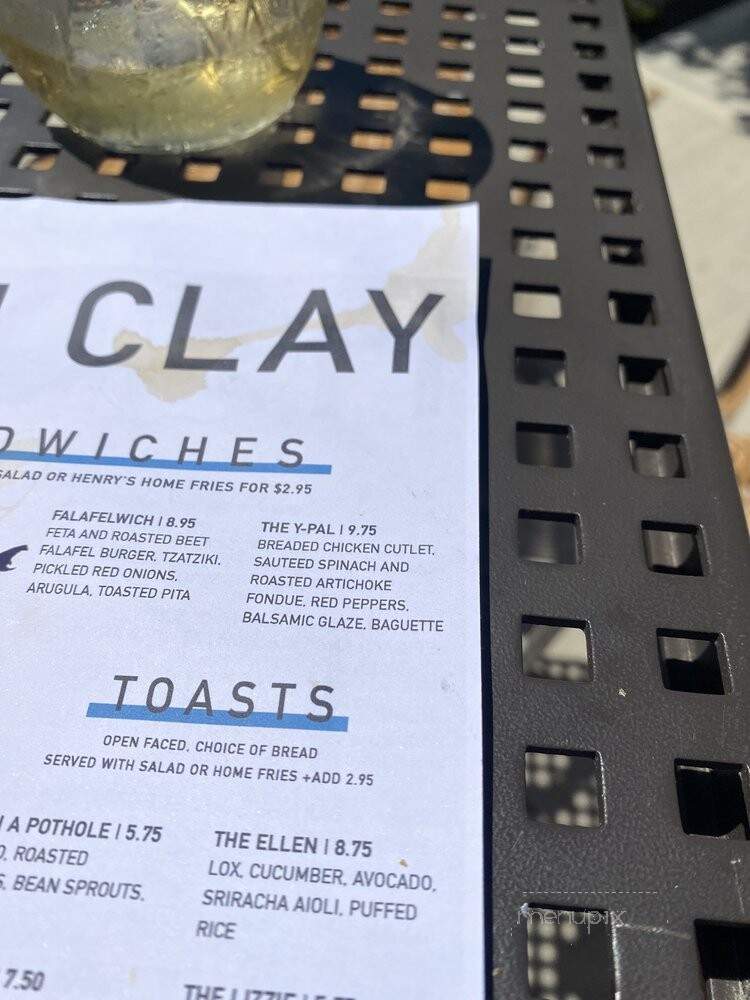 CLAY
SALAD OR HENRY'S HOME FRIES FOR $2.95
FALAFELWICH | 8.95
FETA AND ROASTED BEET
FALAFEL BURGER, TZATZIKI,
PICKLED RED ONIONS,
ARUGULA, TOASTED PITA
THE Y-PAL | 9.75
BREADED CHICKEN CUTLET,
SAUTEED SPINACH AND
ROASTED ARTICHOKE
FONDUE, RED PEPPERS,
BALSAMIC GLAZE, BAGUETTE
TOASTS
OPEN FACED, CHOICE OF BREAD
SERVED WITH SALAD OR HOME FRIES +ADD 2.95
A POTHOLE | 5.75
ROASTED
BEAN SPROUTS,
THE ELLEN | 8.75
LOX, CUCUMBER, AVOCADO,
SRIRACHA AIOLI, PUFFED
RICE
7.50
THE LIZZIE |
menupix